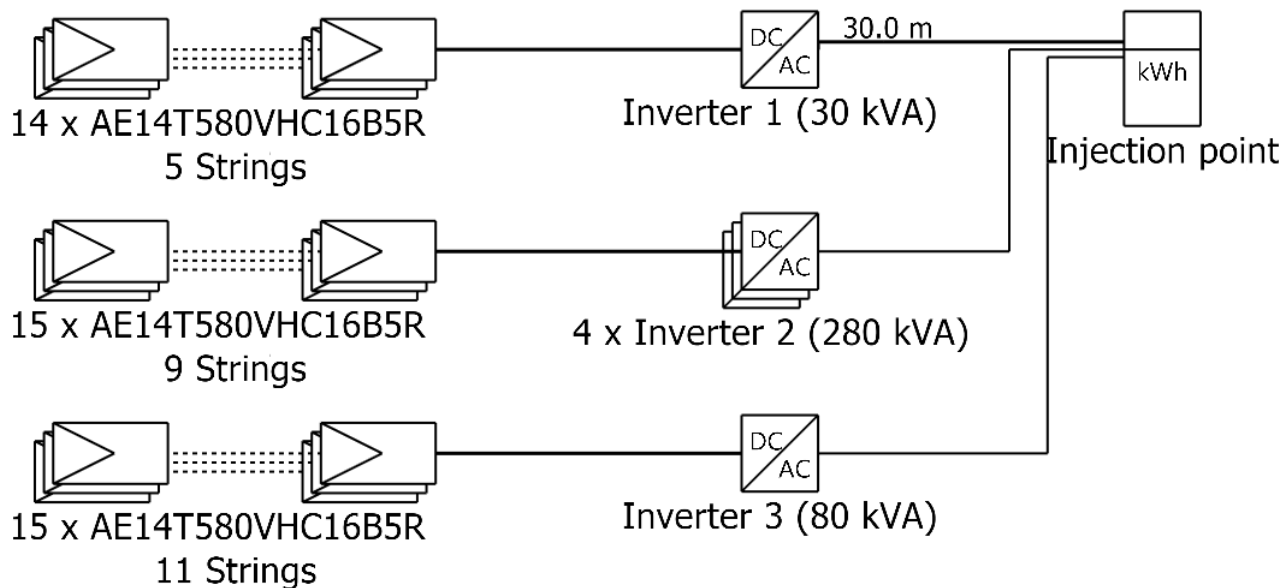 DC
AC
30.0 m
kWh
14 x AE14T580VHC16B5R
5 Strings
Inverter 1 (30 kVA)
Injection point
DC
AC
15 x AE14T580VHC16B5R
9 Strings
4 x Inverter 2 (280 kVA)
DC
AC
15 x AE14T580VHC16B5R
11 Strings
Inverter 3 (80 kVA)